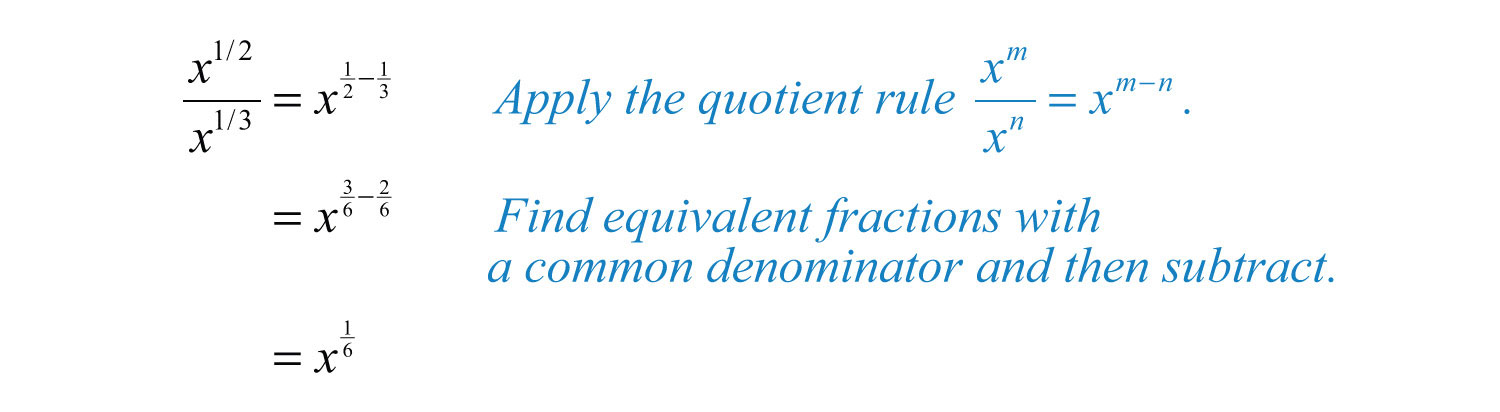 x^{1/2} / x^{1/3} = x^{1/2 − 1/3} Apply the quotient rule x^m / x^n = x^{m−n}.
= x^{3/6 − 2/6} Find equivalent fractions with
a common denominator and then subtract.
= x^{1/6}